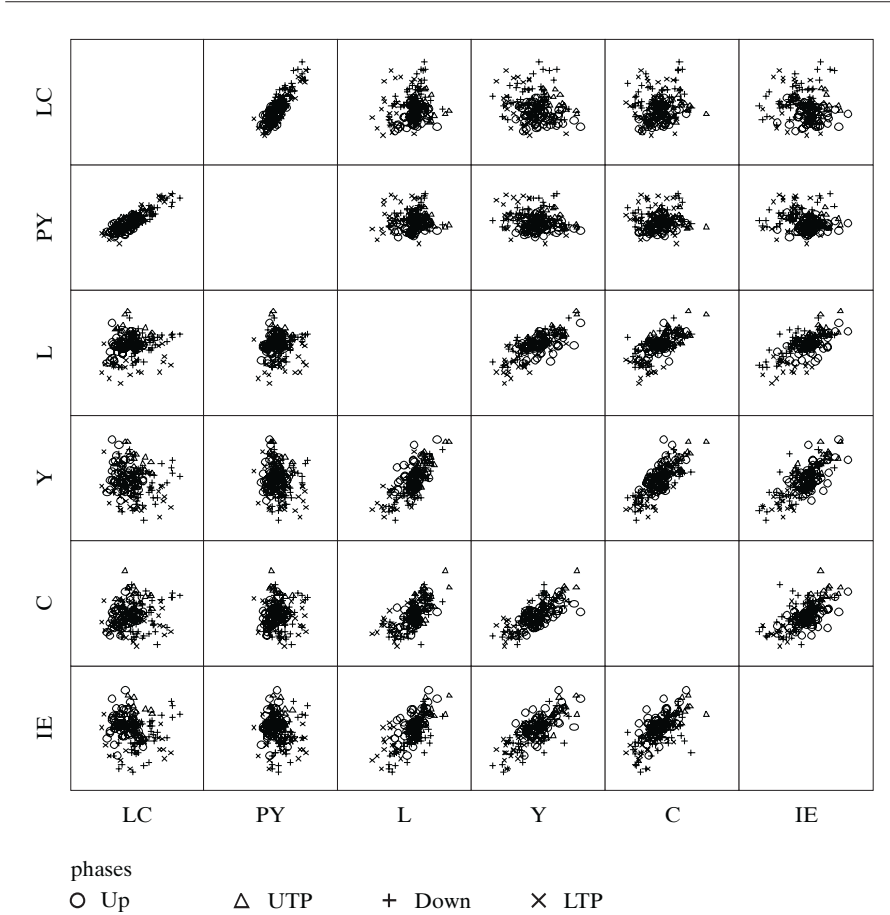 LC
PY
L
Y
C
IE
LC PY L Y C IE
phases
Up UTP Down LTP